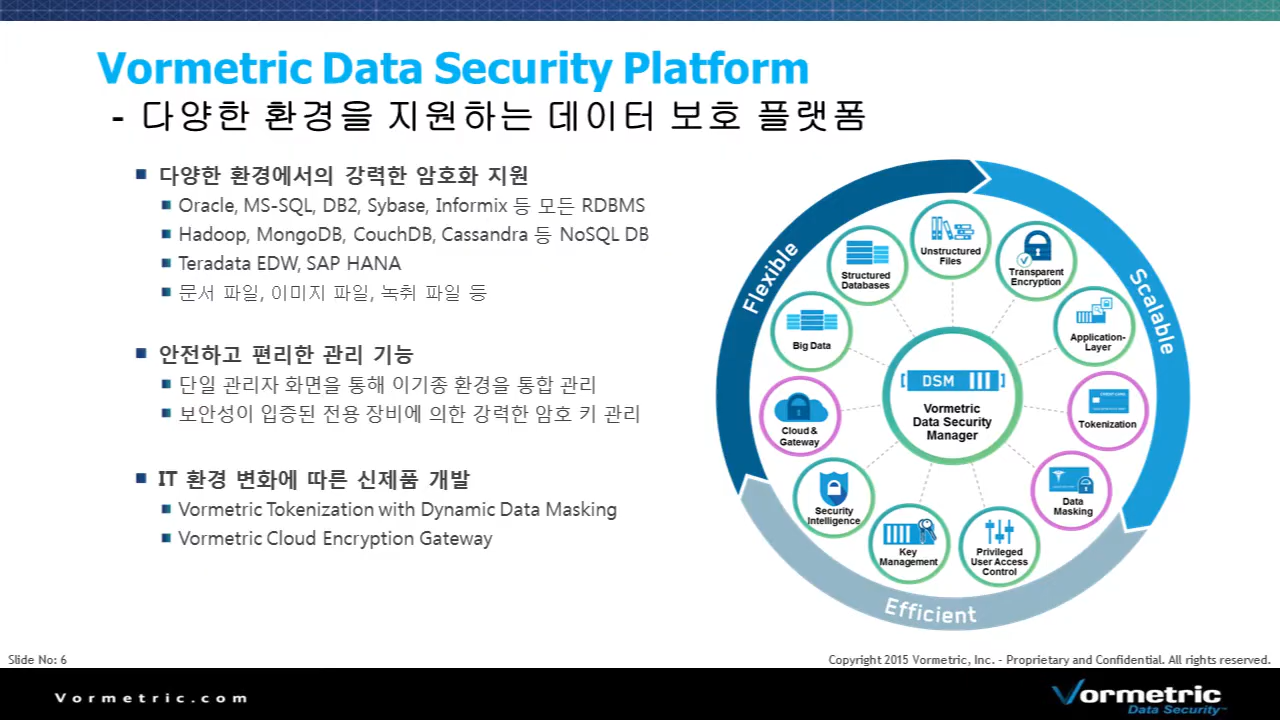 Vormetric Data Security Platform
- 다양한 환경을 지원하는 데이터 보호 플랫폼
다양한 환경에서의 강력한 암호화 지원
Oracle, MS-SQL, DB2, Sybase, Informix 등 모든 RDBMS
Hadoop, MongoDB, CouchDB, Cassandra 등 NoSQL DB
Teradata EDW, SAP HANA
문서 파일, 이미지 파일, 녹취 파일 등
안전하고 편리한 관리 기능
단일 관리자 화면을 통해 이기종 환경을 통합 관리
보안성이 입증된 전용 장비에 의한 강력한 암호 키 관리
IT 환경 변화에 따른 신제품 개발
Vormetric Tokenization with Dynamic Data Masking
Vormetric Cloud Encryption Gateway
Flexible
Scalable
Efficient
Unstructured
Files
Transparent
Encryption
Application-
Layer
Tokenization
Data
Masking
Privileged
User Access
Control
Key
Management
Security
Intelligence
Cloud &
Gateway
Big Data
Structured
Databases
DSM
Vormetric
Data Security
Manager
Slide No: 6
Copyright 2015 Vormetric, Inc. – Proprietary and Confidential. All rights reserved.
Vormetric.com
Vormetric
Data Security™